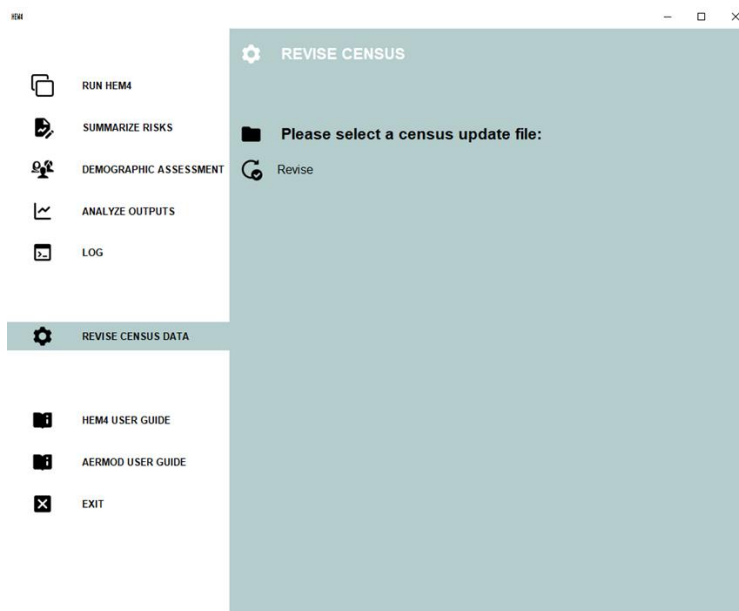 HEM4
REVISE CENSUS
RUN HEM4
SUMMARIZE RISKS
Please select a census update file:
DEMOGRAPHIC ASSESSMENT
Revise
ANALYZE OUTPUTS
LOG
REVISE CENSUS DATA
HEM4 USER GUIDE
AERMOD USER GUIDE
EXIT